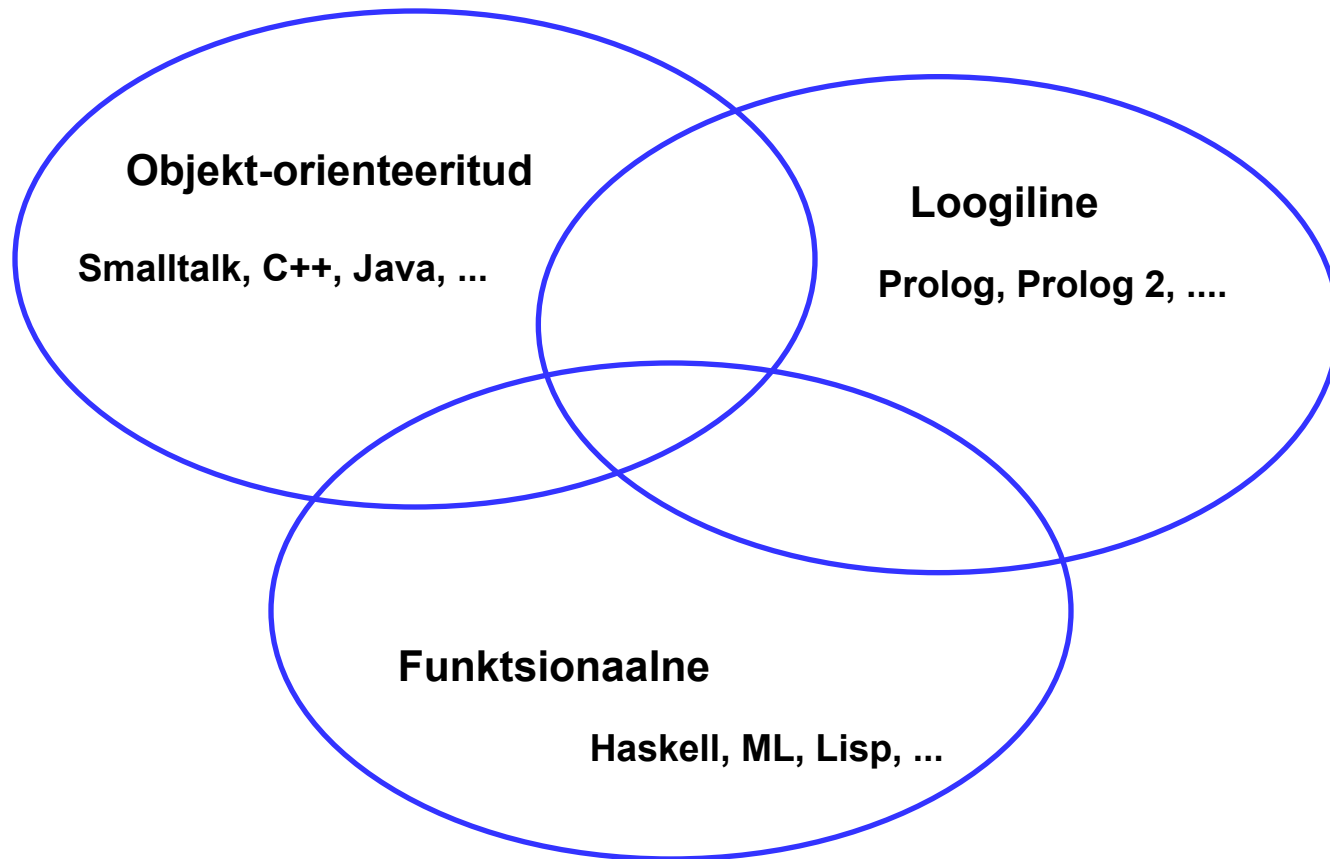 Objekt-orienteeritud
Smalltalk, C++, Java, ...
Loogiline
Prolog, Prolog 2, ....
Funktsionaalne
Haskell, ML, Lisp, ...